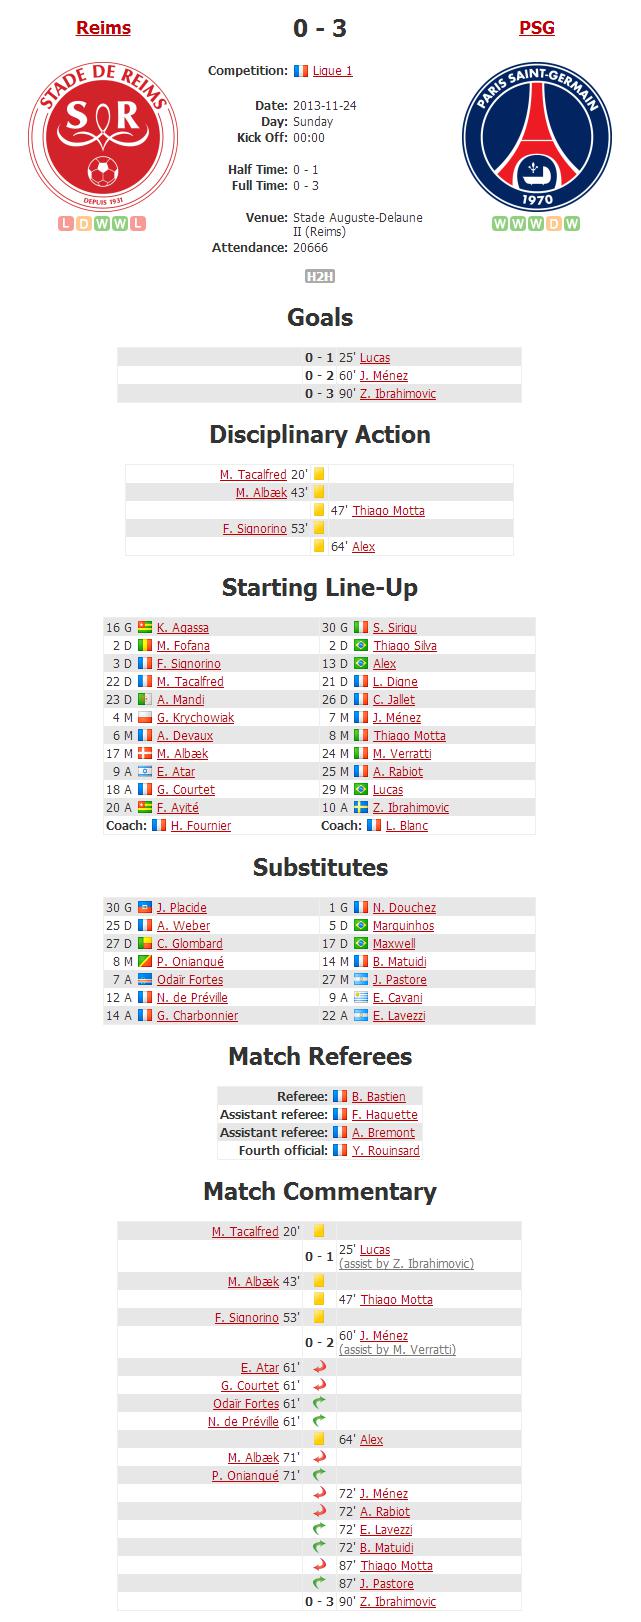 Reims
0 - 3
PSG
STADE DE REIMS
S R
DEPUIS 1931
PARIS SAINT-GERMAIN
1970
Competition: Ligue 1
Date: 2013-11-24
Day: Sunday
Kick Off: 00:00
Half Time: 0 - 1
Full Time: 0 - 3
Venue: Stade Auguste-Delaune
II (Reims)
Attendance: 20666
L D W W L
W W W D W
H2H
Goals
0 - 1 25' Lucas
0 - 2 60' J. Ménez
0 - 3 90' Z. Ibrahimovic
Disciplinary Action
M. Tacalfred 20'
M. Albæk 43'
47' Thiago Motta
F. Signorino 53'
64' Alex
Starting Line-Up
16 G K. Agassa 30 G S. Sirigu
2 D M. Fofana 2 D Thiago Silva
3 D F. Signorino 13 D Alex
22 D M. Tacalfred 21 D L. Digne
23 D A. Mandi 26 D C. Jallet
4 M G. Krychowiak 7 M J. Ménez
6 M A. Devaux 8 M Thiago Motta
17 M M. Albæk 24 M M. Verratti
9 A E. Atar 25 M A. Rabiot
18 A G. Courtet 29 M Lucas
20 A F. Ayité 10 A Z. Ibrahimovic
Coach: H. Fournier Coach: L. Blanc
Substitutes
30 G J. Placide 1 G N. Douchez
25 D A. Weber 5 D Marquinhos
27 D C. Glombard 17 D Maxwell
8 M P. Oniangué 14 M B. Matuidi
7 A Odaïr Fortes 27 M J. Pastore
12 A N. de Préville 9 A E. Cavani
14 A G. Charbonnier 22 A E. Lavezzi
Match Referees
Referee: B. Bastien
Assistant referee: F. Haquette
Assistant referee: A. Bremont
Fourth official: Y. Rouinsard
Match Commentary
M. Tacalfred 20'
0 - 1 25' Lucas
(assist by Z. Ibrahimovic)
M. Albæk 43'
47' Thiago Motta
F. Signorino 53'
0 - 2 60' J. Ménez
(assist by M. Verratti)
E. Atar 61'
G. Courtet 61'
Odaïr Fortes 61'
N. de Préville 61'
64' Alex
M. Albæk 71'
P. Oniangué 71'
72' J. Ménez
72' A. Rabiot
72' E. Lavezzi
72' B. Matuidi
87' Thiago Motta
87' J. Pastore
0 - 3 90' Z. Ibrahimovic